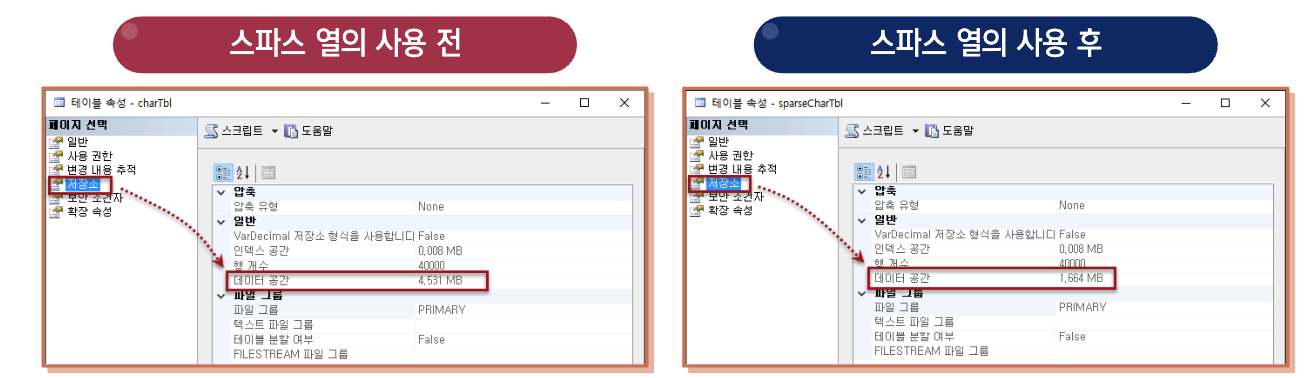 스파스 열의 사용 전
테이블 속성 - charTbl
페이지 선택
일반
사용 권한
변경 내용 추적
저장소
보안 조건자
확장 속성
스크립트
도움말
압축
압축 유형 None
일반
VarDecimal 저장소 형식을 사용합니다 False
인덱스 공간 0,008 MB
행 개수 40000
데이터 공간 4,531 MB
파일 그룹
파일 그룹 PRIMARY
텍스트 파일 그룹
테이블 분할 여부 False
FILESTREAM 파일 그룹
스파스 열의 사용 후
테이블 속성 - sparseCharTbl
페이지 선택
일반
사용 권한
변경 내용 추적
저장소
보안 조건자
확장 속성
스크립트
도움말
압축
압축 유형 None
일반
VarDecimal 저장소 형식을 사용합니다 False
인덱스 공간 0,008 MB
행 개수 40000
데이터 공간 1,664 MB
파일 그룹
파일 그룹 PRIMARY
텍스트 파일 그룹
테이블 분할 여부 False
FILESTREAM 파일 그룹